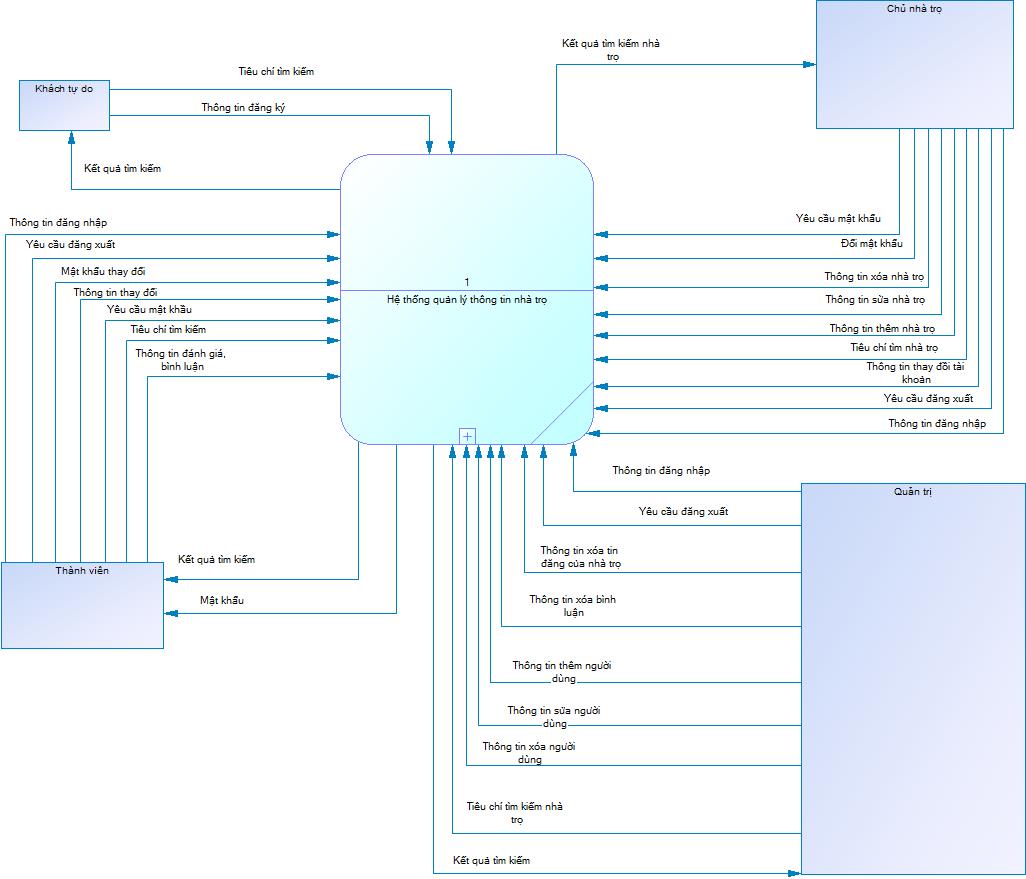 Chủ nhà trọ
Kết quả tìm kiếm nhà
trọ
Tiêu chí tìm kiếm
Khách tự do
Thông tin đăng ký
Kết quả tìm kiếm
Thông tin đăng nhập
Yêu cầu đăng xuất
Mật khẩu thay đổi
Thông tin thay đổi
Yêu cầu mật khẩu
Tiêu chí tìm kiếm
Thông tin đánh giá,
bình luận
1
Hệ thống quản lý thông tin nhà trọ
Yêu cầu mật khẩu
Đổi mật khẩu
Thông tin xóa nhà trọ
Thông tin sửa nhà trọ
Thông tin thêm nhà trọ
Tiêu chí tìm nhà trọ
Thông tin thay đổi tài
khoản
Yêu cầu đăng xuất
Thông tin đăng nhập
Thông tin đăng nhập
Quản trị
Yêu cầu đăng xuất
Thông tin xóa tin
đăng của nhà trọ
Thông tin xóa bình
luận
Thông tin thêm người
dùng
Thông tin sửa người
dùng
Thông tin xóa người
dùng
Tiêu chí tìm kiếm nhà
trọ
Kết quả tìm kiếm
Kết quả tìm kiếm
Thành viên
Mật khẩu